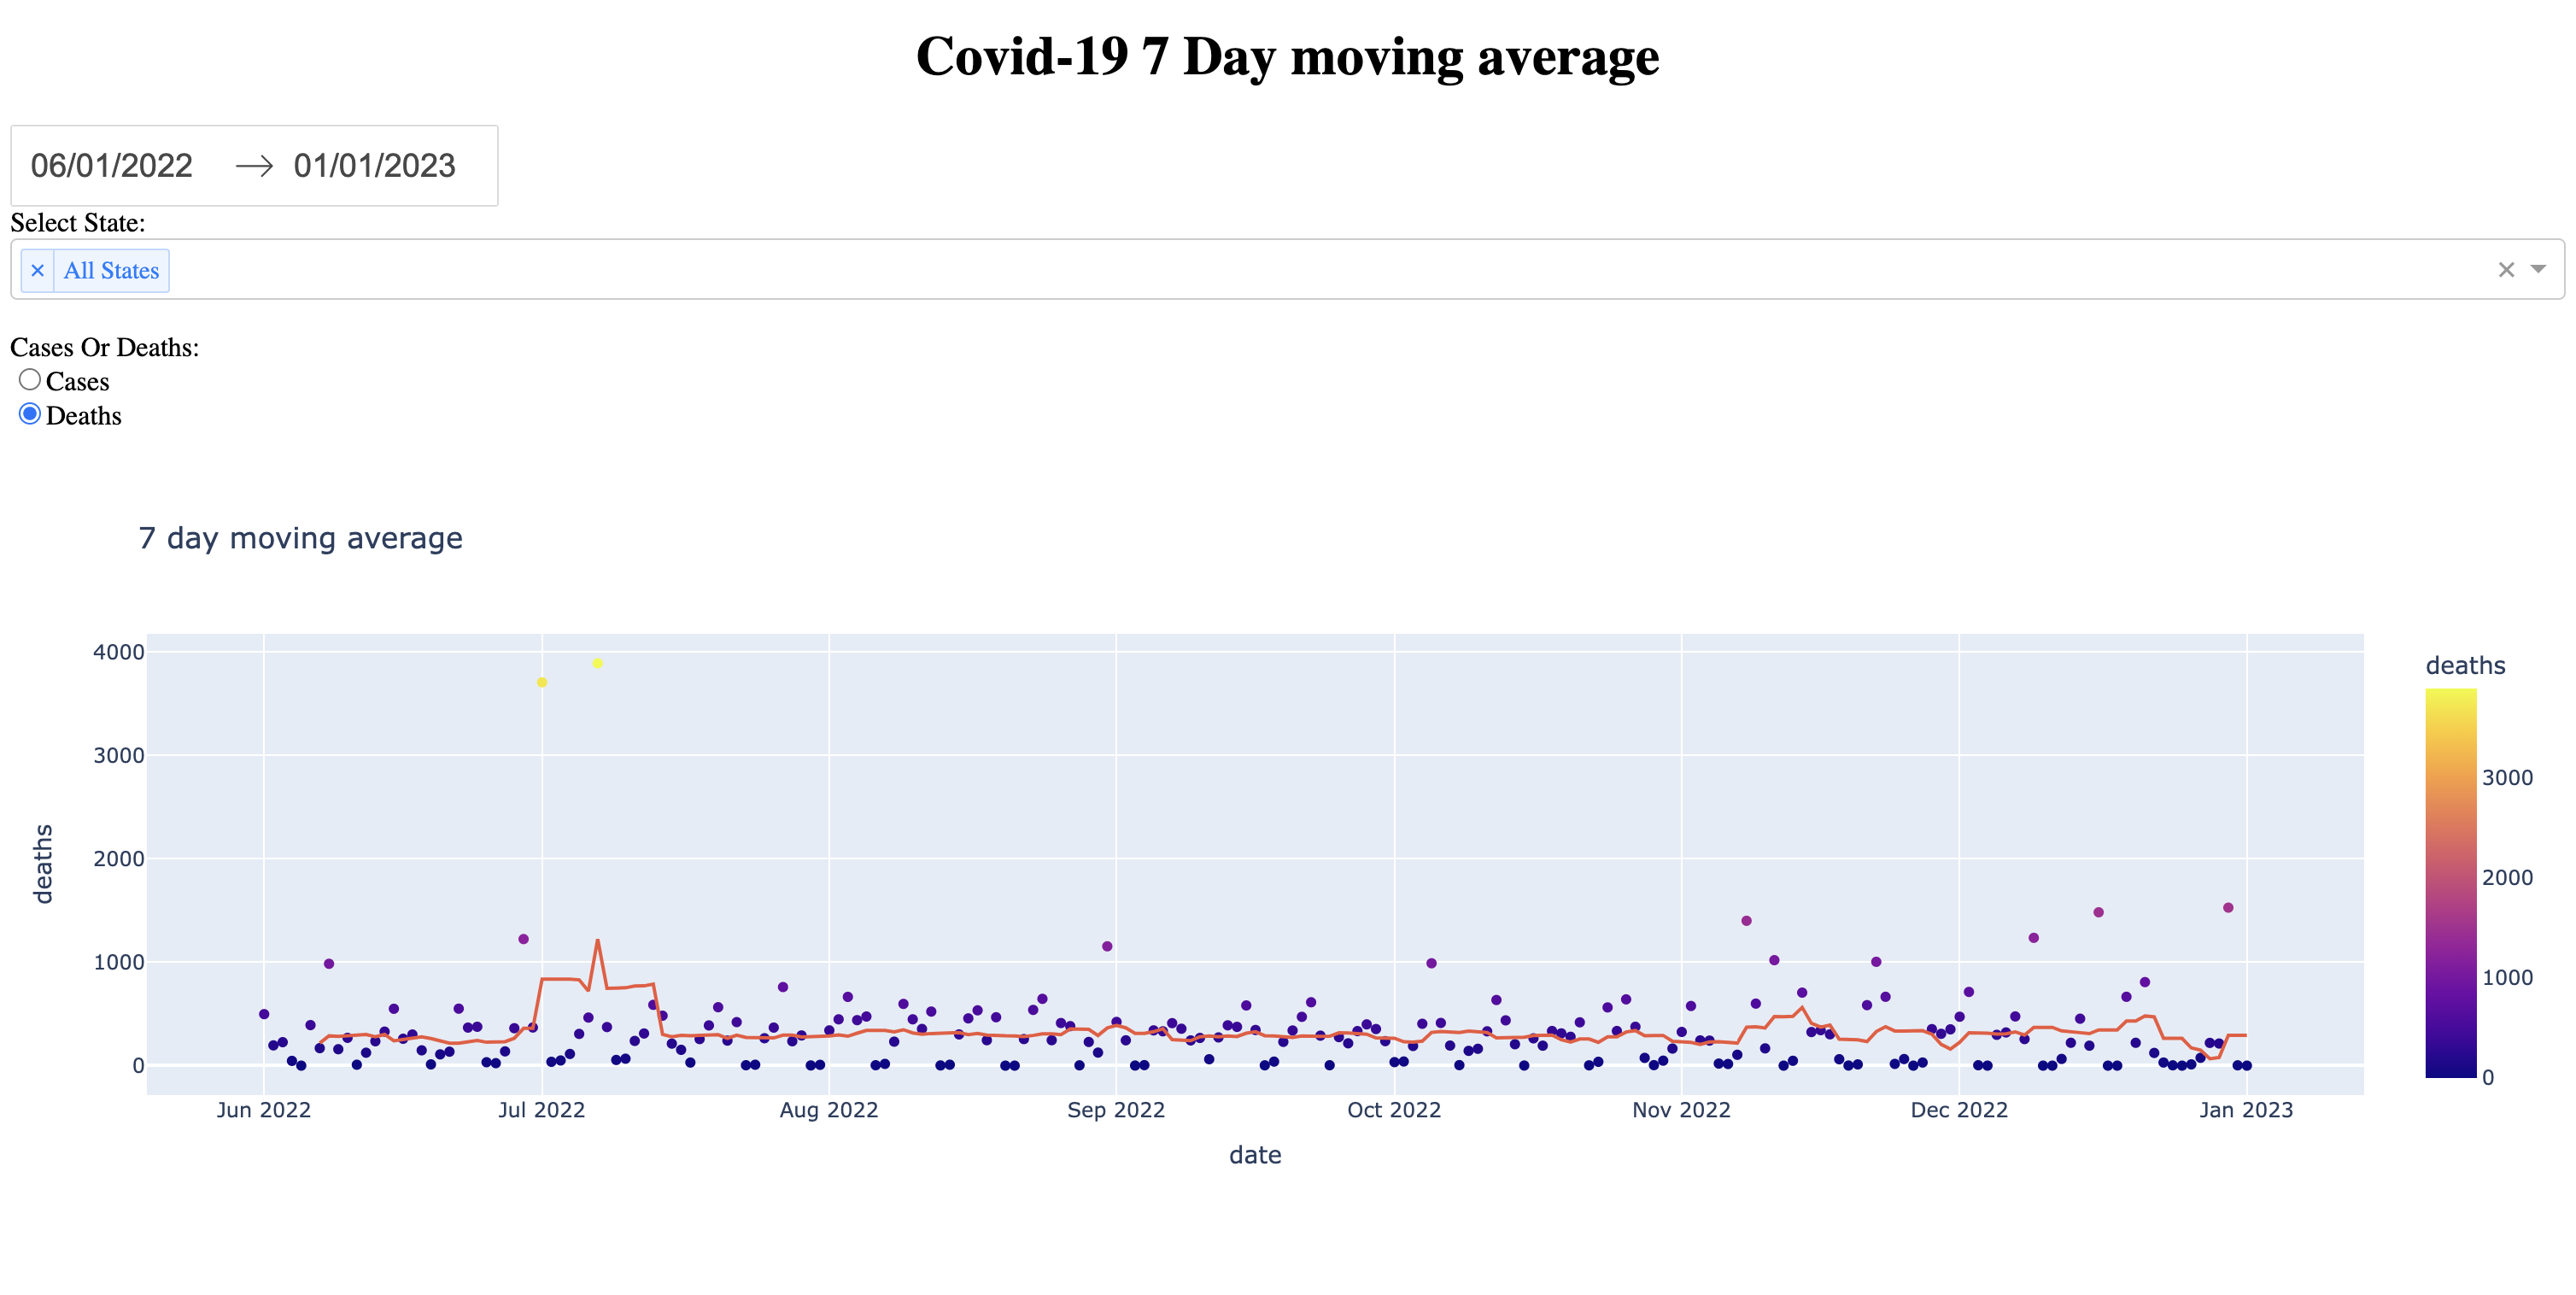 Covid-19 7 Day moving average
06/01/2022 → 01/01/2023
Select State:
× All States × 
Cases Or Deaths:
Cases
Deaths
7 day moving average
deaths
4000
3000
2000
1000
0
deaths
3000
2000
1000
0
Jun 2022 Jul 2022 Aug 2022 Sep 2022 Oct 2022 Nov 2022 Dec 2022 Jan 2023
date